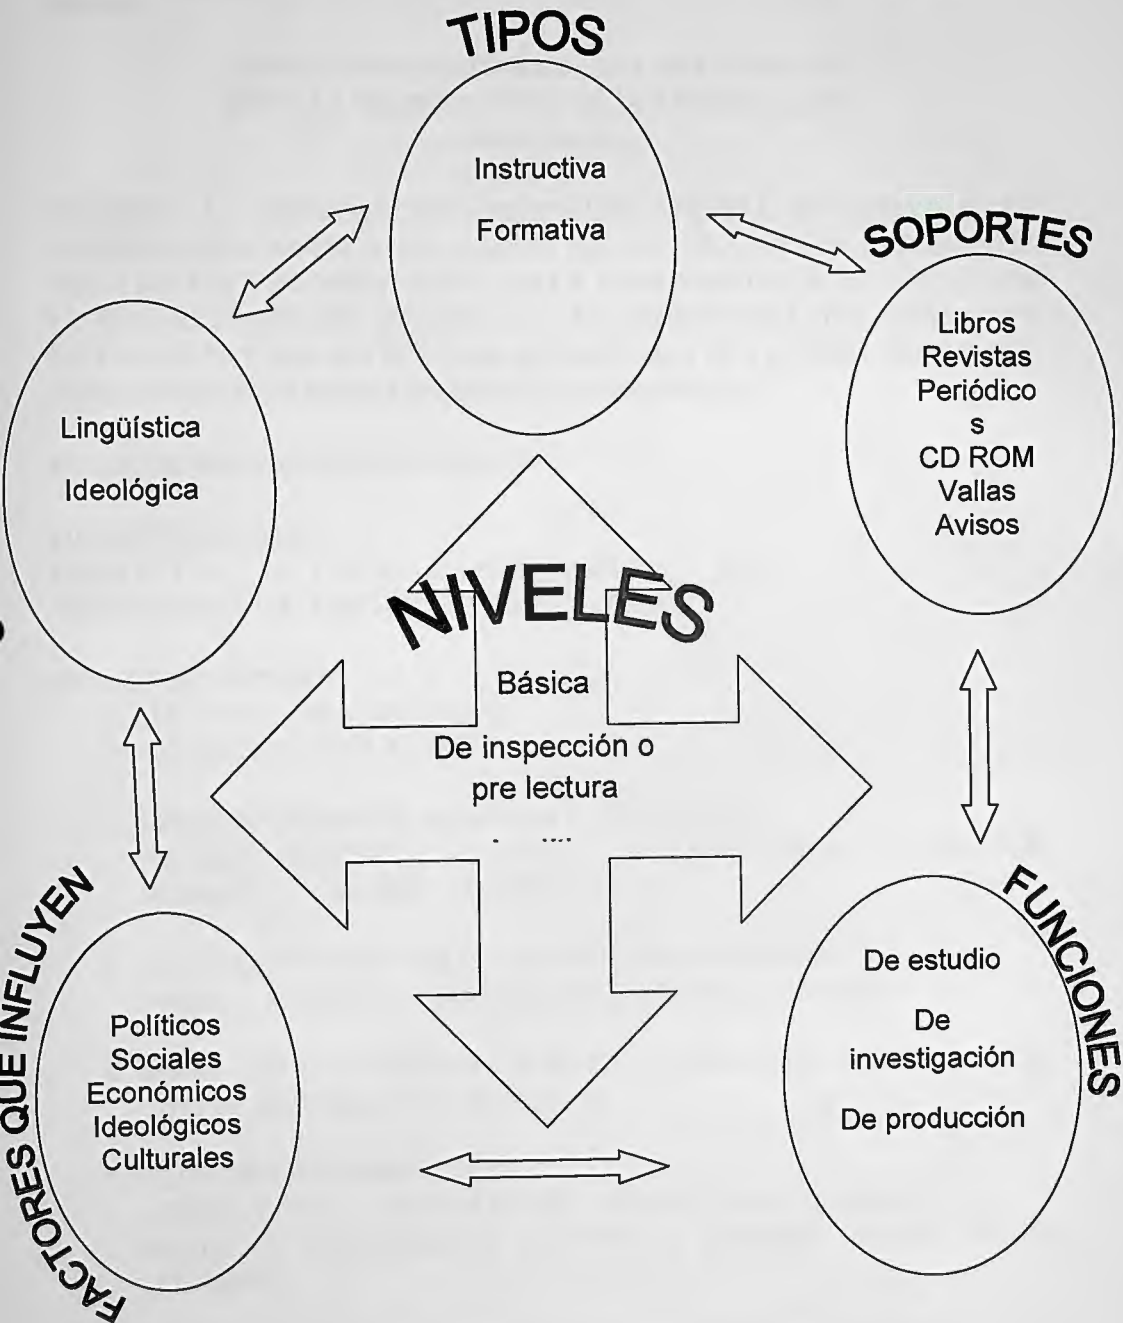 TIPOS
Instructiva
Formativa
SOPORTES
Libros
Revistas
Periódico
s
CD ROM
Vallas
Avisos
Lingüística
Ideológica
NIVELES
Básica
De inspección o
pre lectura
FACTORES QUE INFLUYEN
Políticos
Sociales
Económicos
Ideológicos
Culturales
FUNCIONES
De estudio
De
investigación
De producción